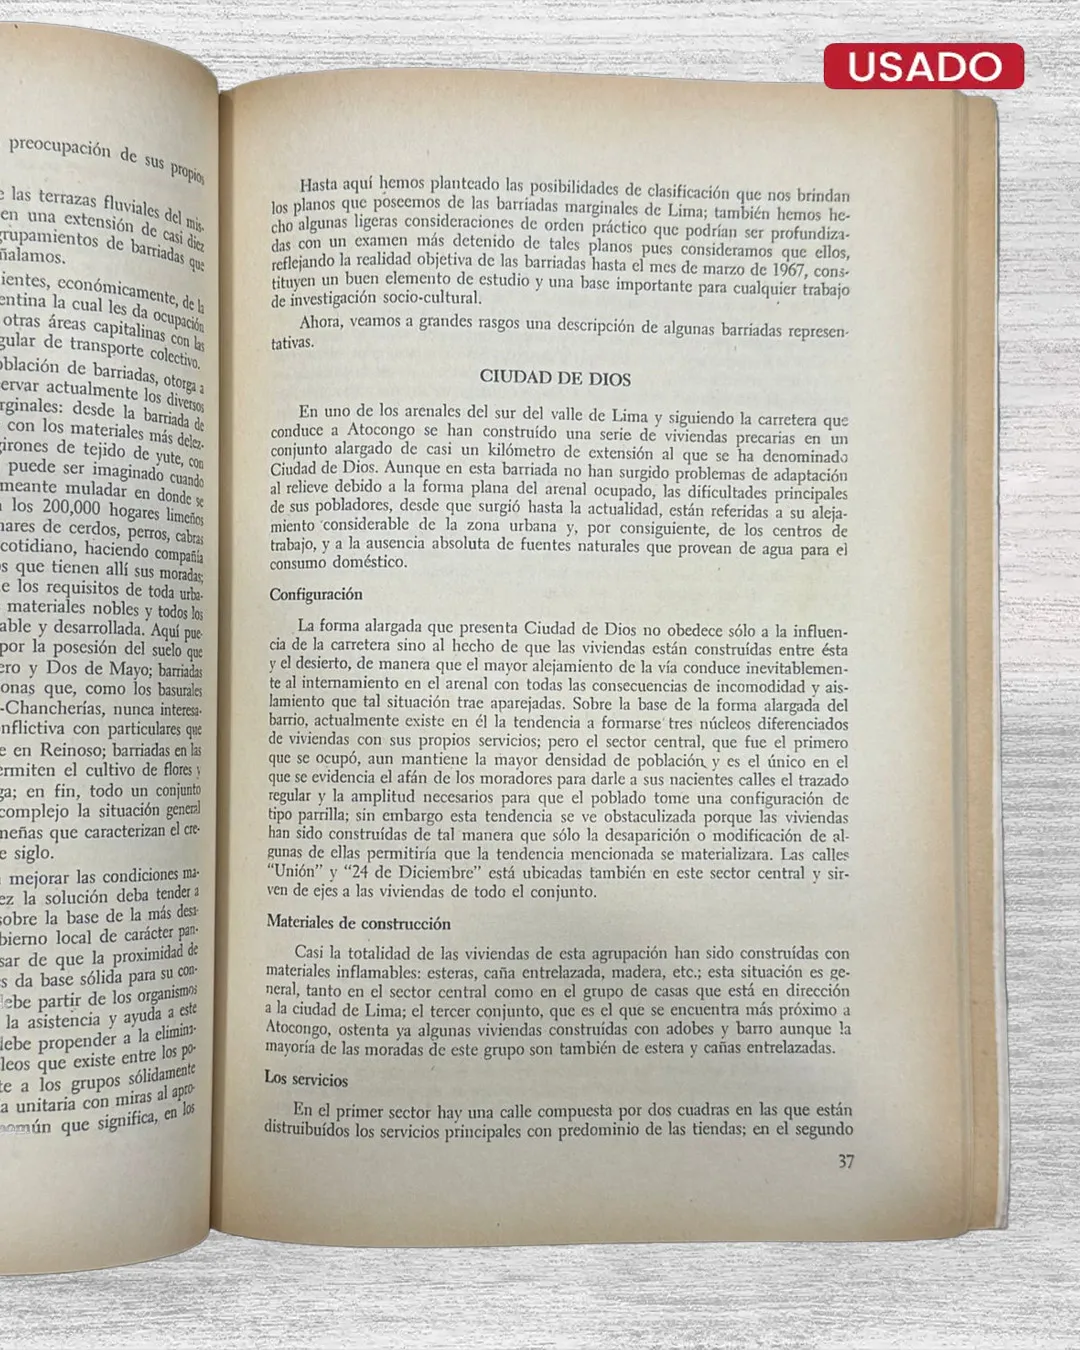 USADO
preocupación de sus propios
las terrazas fluviales del mis-
en una extensión de casi diez
grupamientos de barriadas que
ñalamos.
dientes, económicamente, de la
entina la cual les da ocupación
otras áreas capitalinas con las
gular de transporte colectivo.
oblación de barriadas, otorga a
ervar actualmente los diversos
rginales: desde la barriada de
con los materiales más delez-
girones de tejido de yute, con
puede ser imaginado cuando
meante muladar en donde se
los 200,000 hogares limeños
nares de cerdos, perros, cabras
cotidiano, haciendo compañía
os que tienen allí sus moradas;
e los requisitos de toda urba-
materiales nobles y todos los
able y desarrollada. Aquí pue-
por la posesión del suelo que
ero y Dos de Mayo; barriadas
onas que, como los basurales
-Chancherías, nunca interesa-
nflictiva con particulares que
e en Reinoso; barriadas en las
ermiten el cultivo de flores y
ga; en fin, todo un conjunto
complejo la situación general
meñas que caracterizan el cre-
e siglo.
mejorar las condiciones ma-
ez la solución deba tender a
sobre la base de la más desa-
bierno local de carácter pan-
sar de que la proximidad de
s da base sólida para su con-
debe partir de los organismos
la asistencia y ayuda a este
debe propender a la elimina-
leos que existe entre los po-
te a los grupos sólidamente
a unitaria con miras al apro-
común que significa, en los
Hasta aquí hemos planteado las posibilidades de clasificación que nos brindan
los planos que poseemos de las barriadas marginales de Lima; también hemos he-
cho algunas ligeras consideraciones de orden práctico que podrían ser profundiza-
das con un examen más detenido de tales planos pues consideramos que ellos,
reflejando la realidad objetiva de las barriadas hasta el mes de marzo de 1967, cons-
tituyen un buen elemento de estudio y una base importante para cualquier trabajo
de investigación socio-cultural.
Ahora, veamos a grandes rasgos una descripción de algunas barriadas represen-
tativas.
CIUDAD DE DIOS
En uno de los arenales del sur del valle de Lima y siguiendo la carretera que
conduce a Atocongo se han construído una serie de viviendas precarias en un
conjunto alargado de casi un kilómetro de extensión al que se ha denominado
Ciudad de Dios. Aunque en esta barriada no han surgido problemas de adaptación
al relieve debido a la forma plana del arenal ocupado, las dificultades principales
de sus pobladores, desde que surgió hasta la actualidad, están referidas a su aleja-
miento considerable de la zona urbana y, por consiguiente, de los centros de
trabajo, y a la ausencia absoluta de fuentes naturales que provean de agua para el
consumo doméstico.
Configuración
La forma alargada que presenta Ciudad de Dios no obedece sólo a la influen-
cia de la carretera sino al hecho de que las viviendas están construídas entre ésta
y el desierto, de manera que el mayor alejamiento de la vía conduce inevitablemen-
te al internamiento en el arenal con todas las consecuencias de incomodidad y ais-
lamiento que tal situación trae aparejadas. Sobre la base de la forma alargada del
barrio, actualmente existe en él la tendencia a formarse tres núcleos diferenciados
de viviendas con sus propios servicios; pero el sector central, que fue el primero
que se ocupó, aun mantiene la mayor densidad de población y es el único en el
que se evidencia el afán de los moradores para darle a sus nacientes calles el trazado
regular y la amplitud necesarios para que el poblado tome una configuración de
tipo parrilla; sin embargo esta tendencia se ve obstaculizada porque las viviendas
han sido construídas de tal manera que sólo la desaparición o modificación de al-
gunas de ellas permitiría que la tendencia mencionada se materializara. Las calles
"Unión" y "24 de Diciembre" está ubicadas también en este sector central y sir-
ven de ejes a las viviendas de todo el conjunto.
Materiales de construcción
Casi la totalidad de las viviendas de esta agrupación han sido construídas con
materiales inflamables: esteras, caña entrelazada, madera, etc.; esta situación es ge-
neral, tanto en el sector central como en el grupo de casas que está en dirección
a la ciudad de Lima; el tercer conjunto, que es el que se encuentra más próximo a
Atocongo, ostenta ya algunas viviendas construídas con adobes y barro aunque la
mayoría de las moradas de este grupo son también de estera y cañas entrelazadas.
Los servicios
En el primer sector hay una calle compuesta por dos cuadras en las que están
distruibuídos los servicios principales con predominio de las tiendas; en el segundo
37